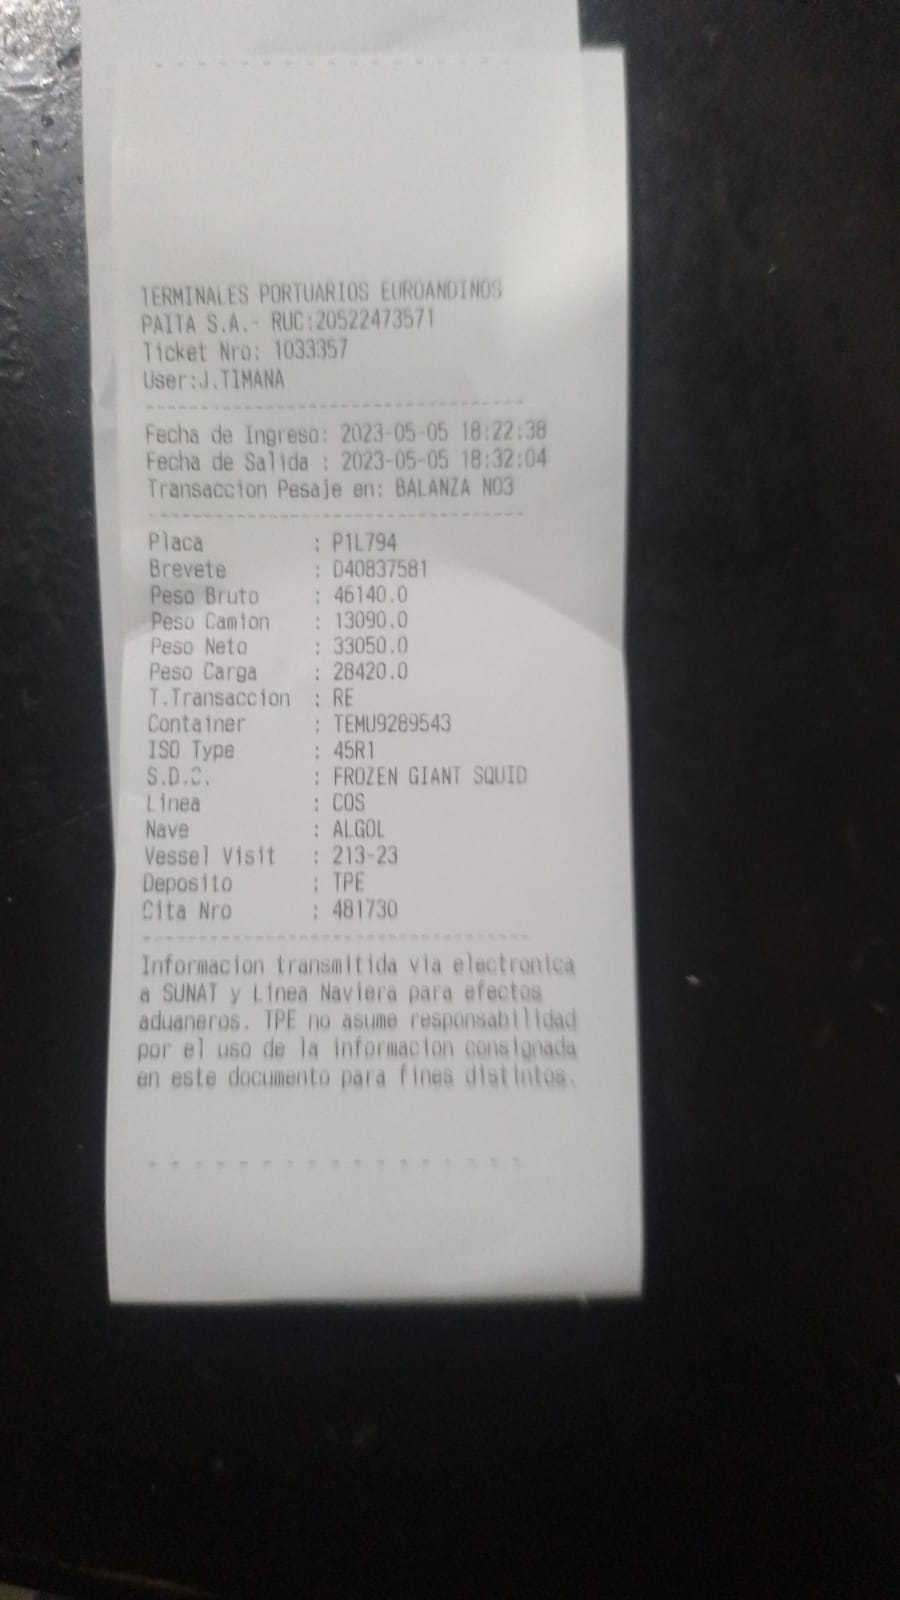 TERMINALES PORTUARIOS EUROANDINOS
PAITA S.A.- RUC:20522473571
Ticket Nro: 1033357
User:J.TIMANA
Fecha de Ingreso: 2023-05-05 18:22:38
Fecha de Salida : 2023-05-05 18:32:04
Transaccion Pesaje en: BALANZA NO3
Placa : P1L794
Brevete : D40837581
Peso Bruto : 46140.0
Peso Camion : 13090.0
Peso Neto : 33050.0
Peso Carga : 28420.0
T.Transaccion : RE
Container : TEMU9289543
ISO Type : 45R1
S.D.C. : FROZEN GIANT SQUID
Linea : COS
Nave : ALGOL
Vessel Visit : 213-23
Deposito : TPE
Cita Nro : 481730
Informacion transmitida via electronica
a SUNAT y Linea Naviera para efectos
aduaneros. TPE no asume responsabilidad
por el uso de la informacion consignada
en este documento para fines distintos.